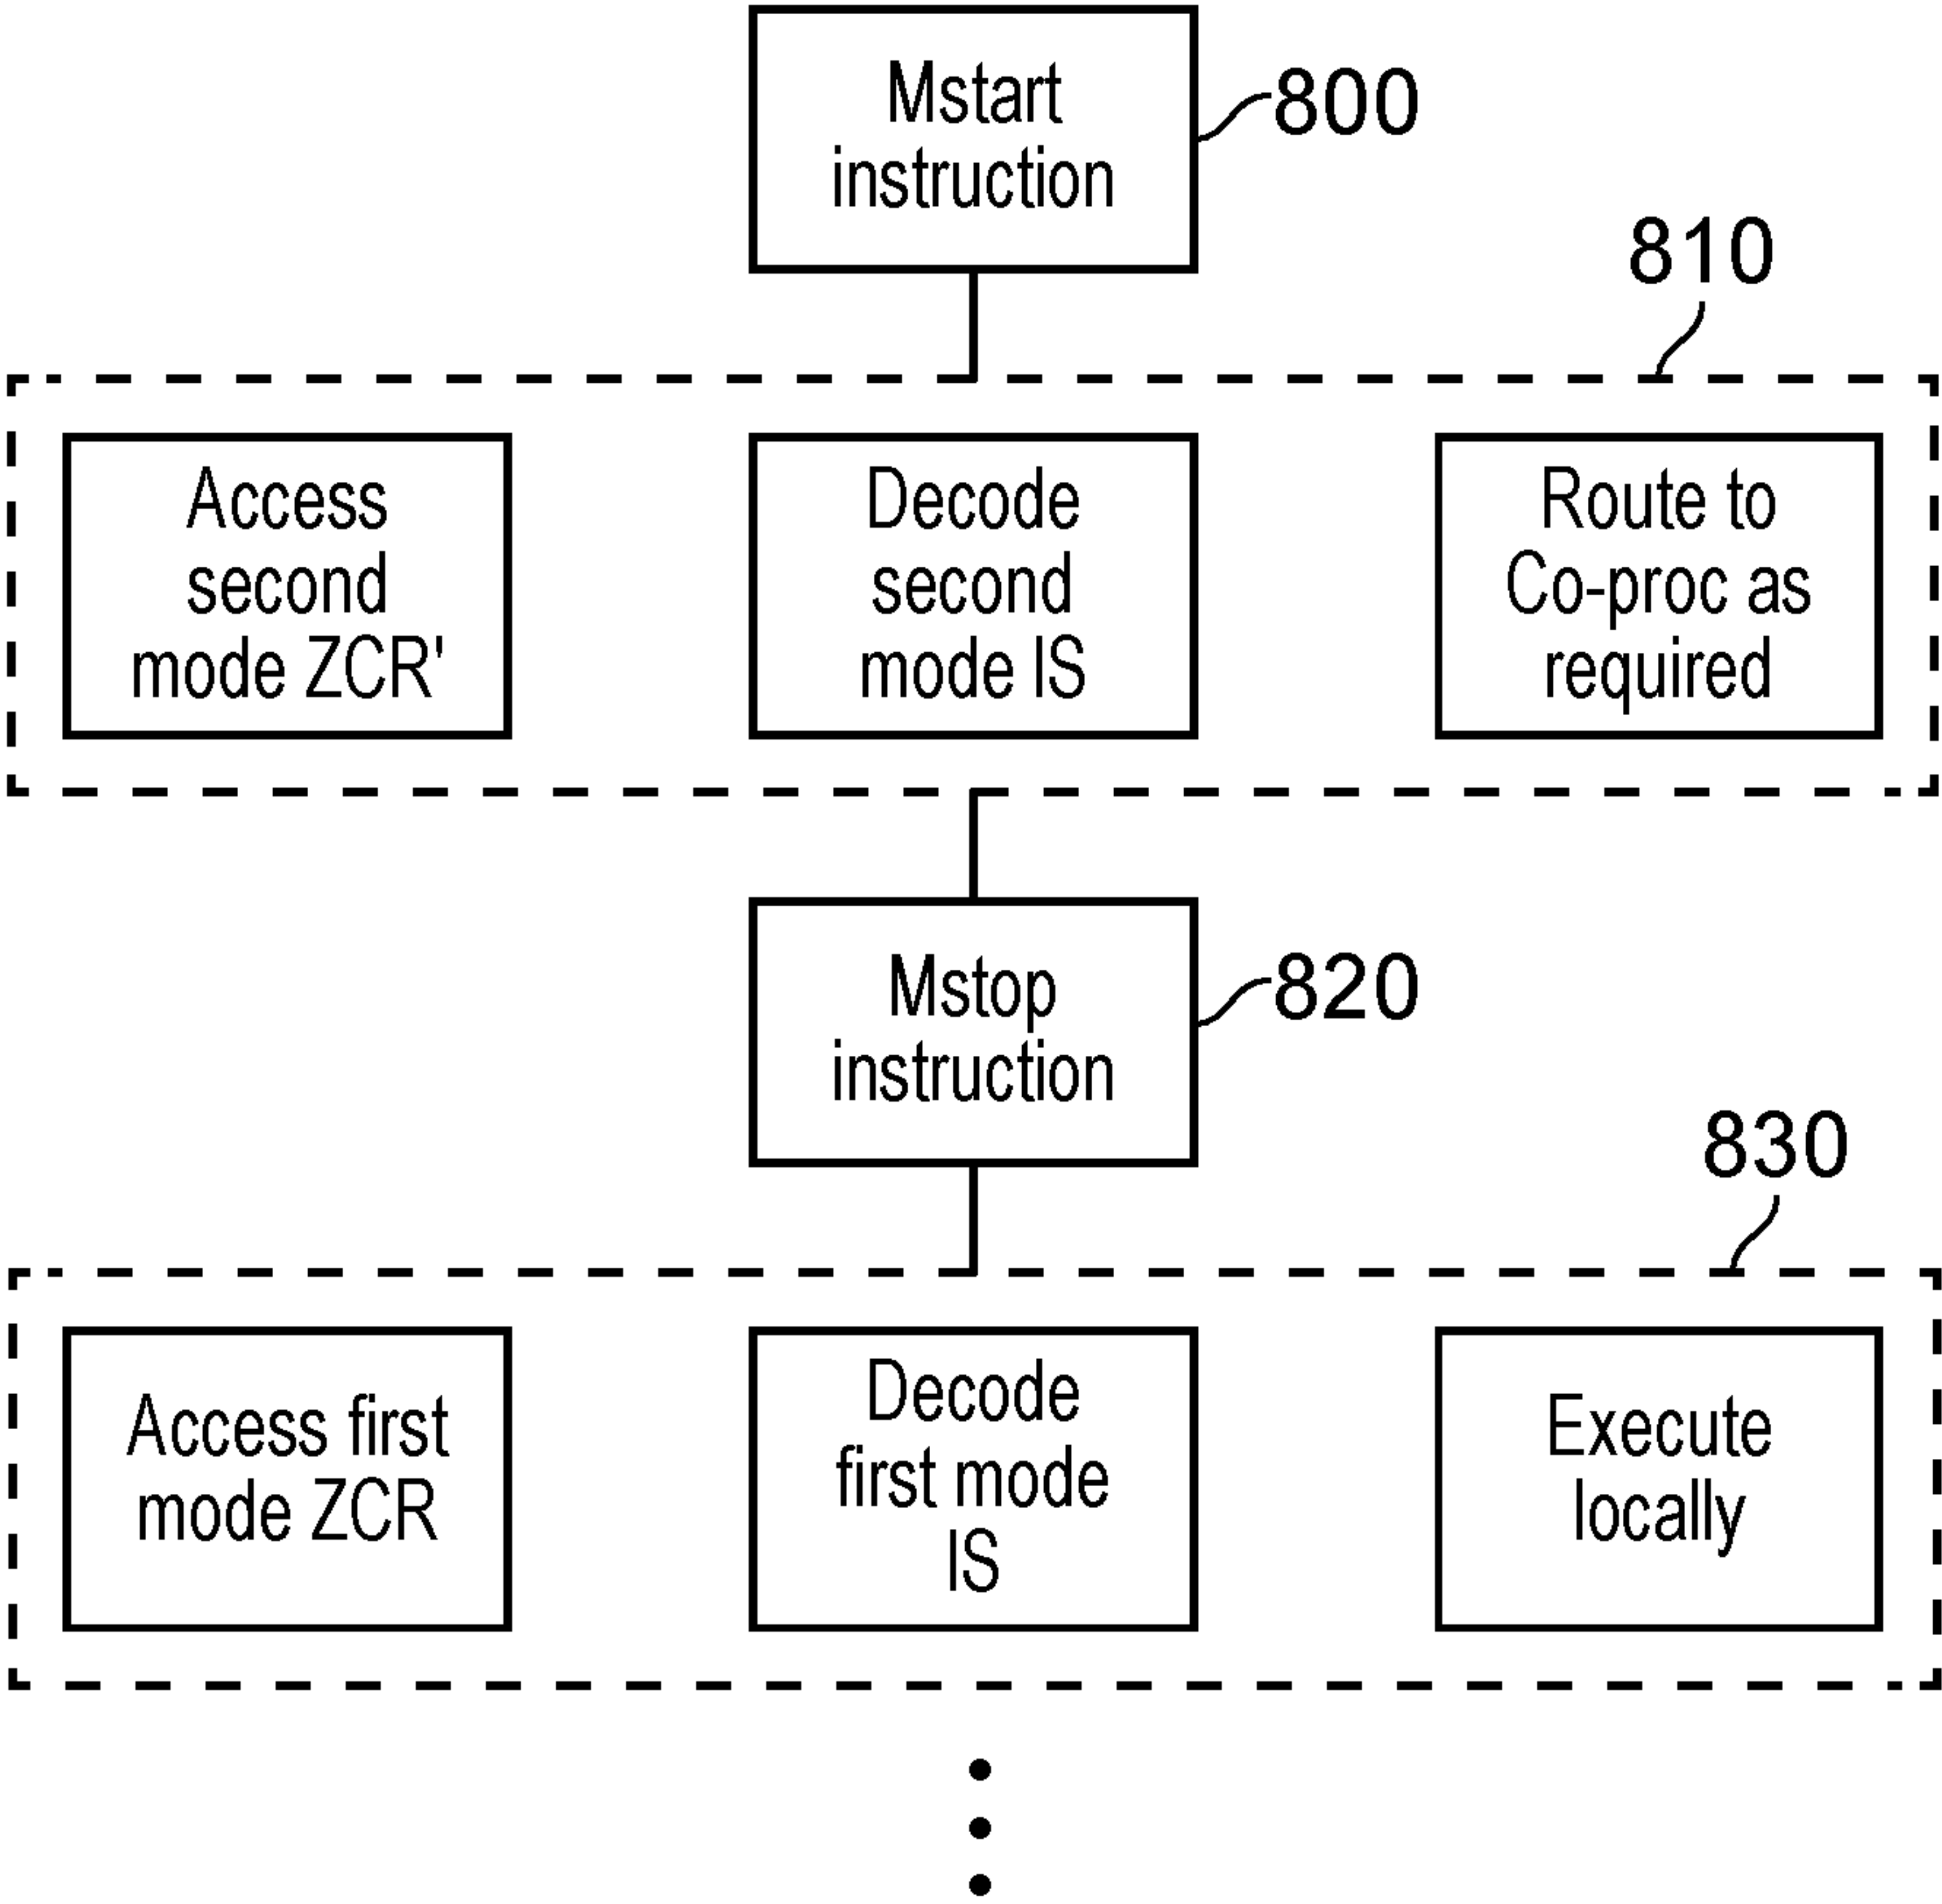 Mstart
instruction
800
810
Access
second
mode ZCR'
Decode
second
mode IS
Route to
Co-proc as
required
Mstop
instruction
820
830
Access first
mode ZCR
Decode
first mode
IS
Execute
locally